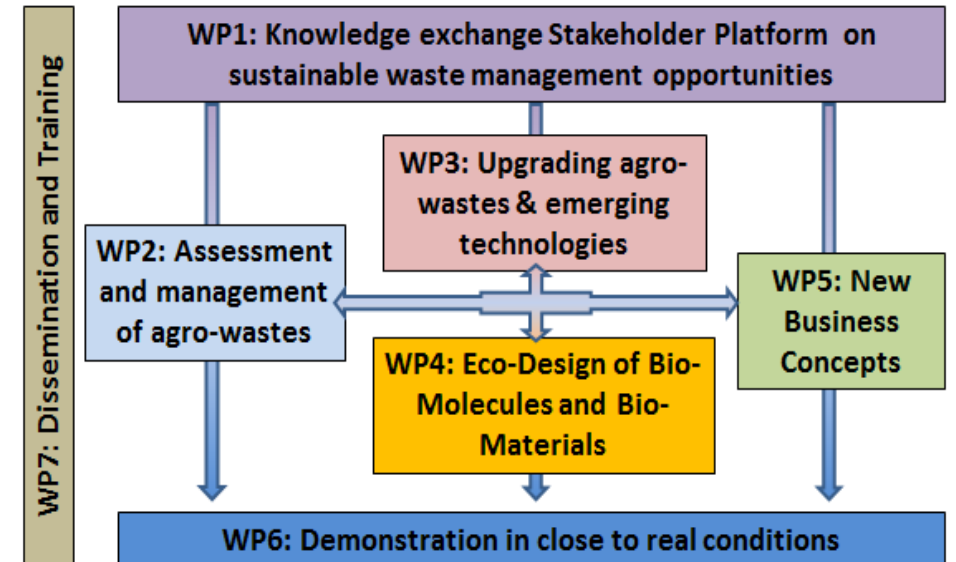 WP7: Dissemination and Training
WP1: Knowledge exchange Stakeholder Platform on
sustainable waste management opportunities
WP3: Upgrading agro-
wastes & emerging
technologies
WP2: Assessment
and management
of agro-wastes
WP5: New
Business
Concepts
WP4: Eco-Design of Bio-
Molecules and Bio-
Materials
WP6: Demonstration in close to real conditions